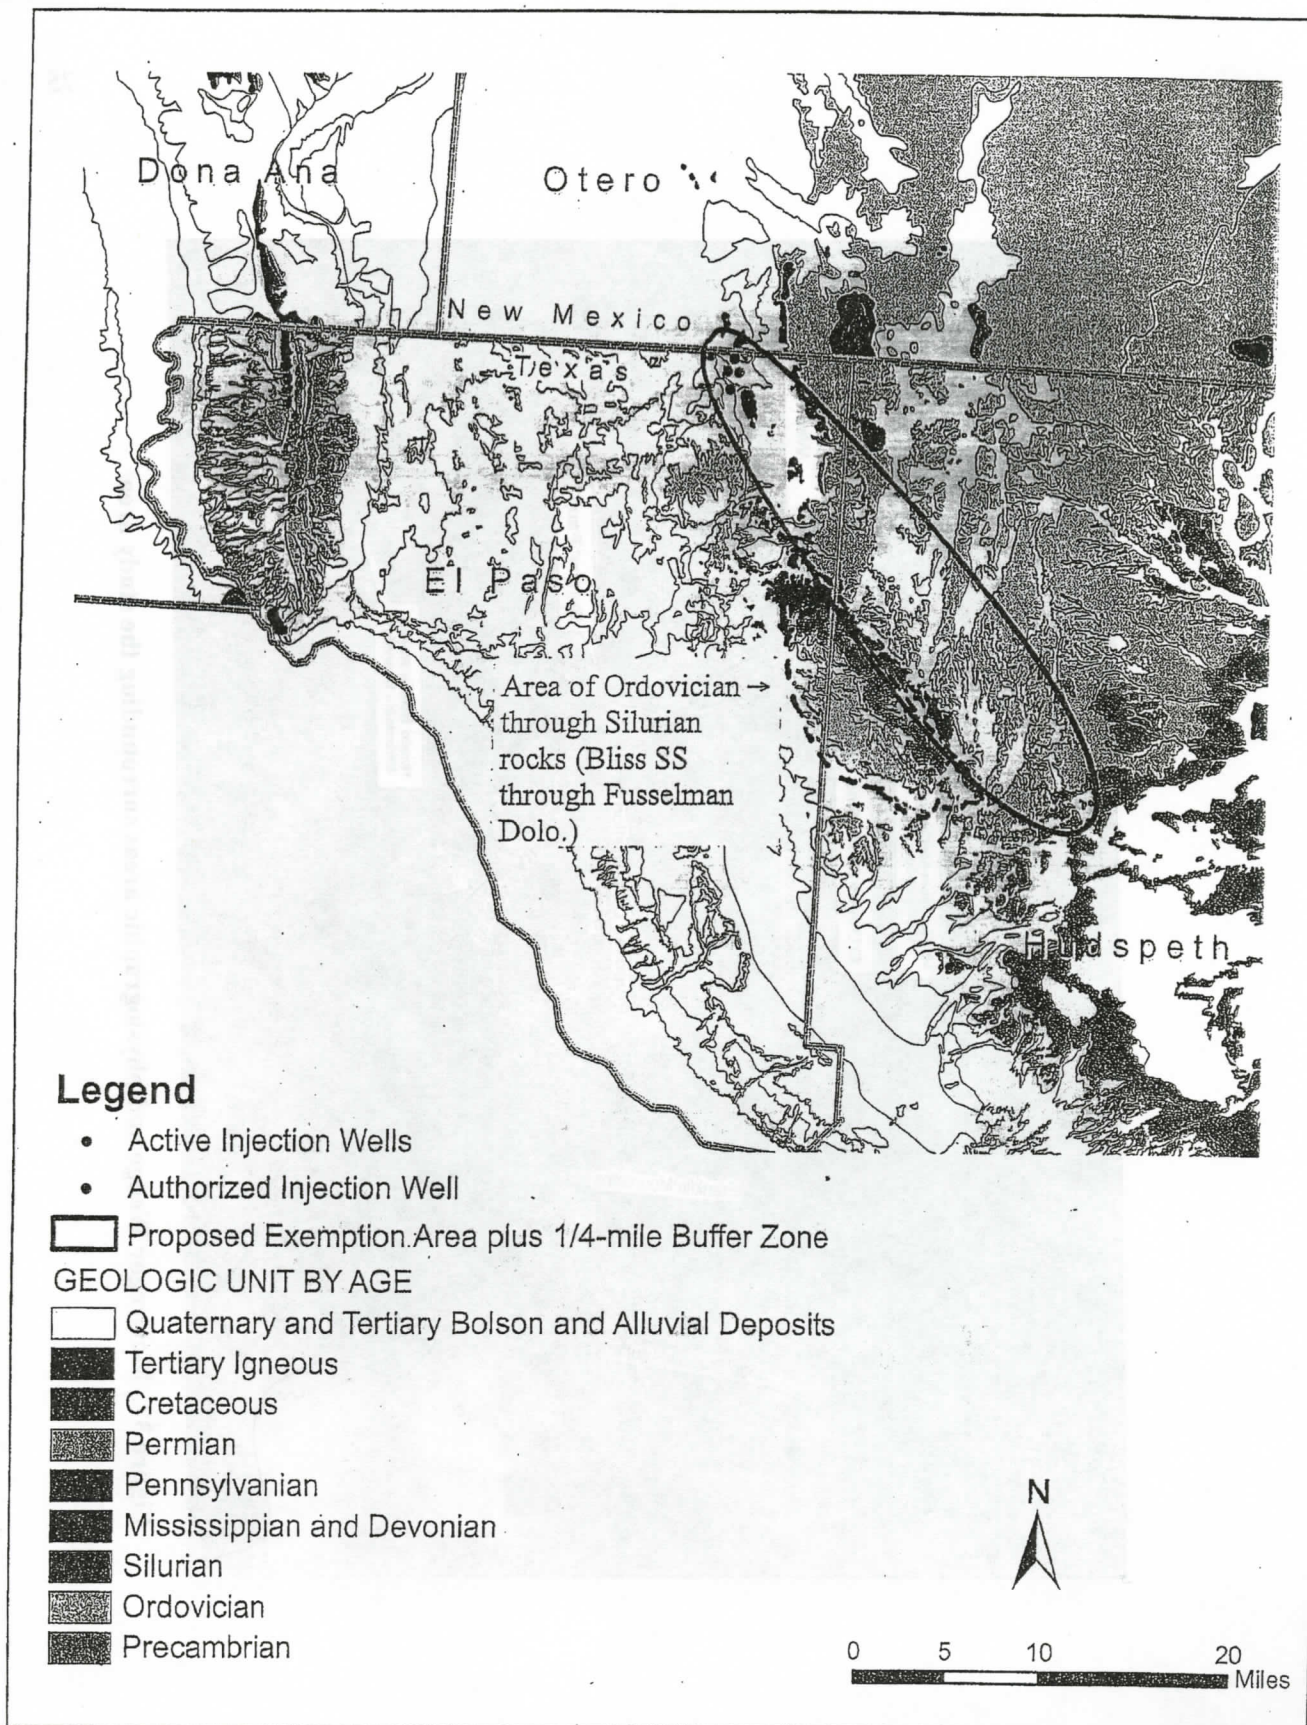 Dona Ana
Otero
New Mexico
Texas
El Paso
Area of Ordovician →
through Silurian
rocks (Bliss SS
through Fusselman
Dolo.)
Hudspeth
Legend
Active Injection Wells
Authorized Injection Well
Proposed Exemption Area plus 1/4-mile Buffer Zone
GEOLOGIC UNIT BY AGE
Quaternary and Tertiary Bolson and Alluvial Deposits
Tertiary Igneous
Cretaceous
Permian
Pennsylvanian
Mississippian and Devonian
Silurian
Ordovician
Precambrian
N
0 5 10 20
Miles